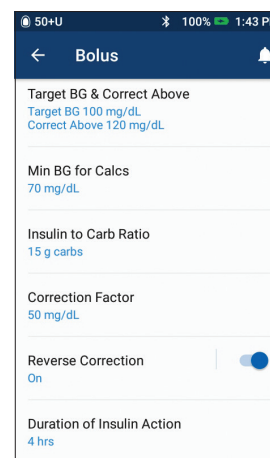 50+U 100% 1:43 P
Bolus
Target BG & Correct Above
Target BG 100 mg/dL
Correct Above 120 mg/dL
Min BG for Calcs
70 mg/dL
Insulin to Carb Ratio
15 g carbs
Correction Factor
50 mg/dL
Reverse Correction
On
Duration of Insulin Action
4 hrs